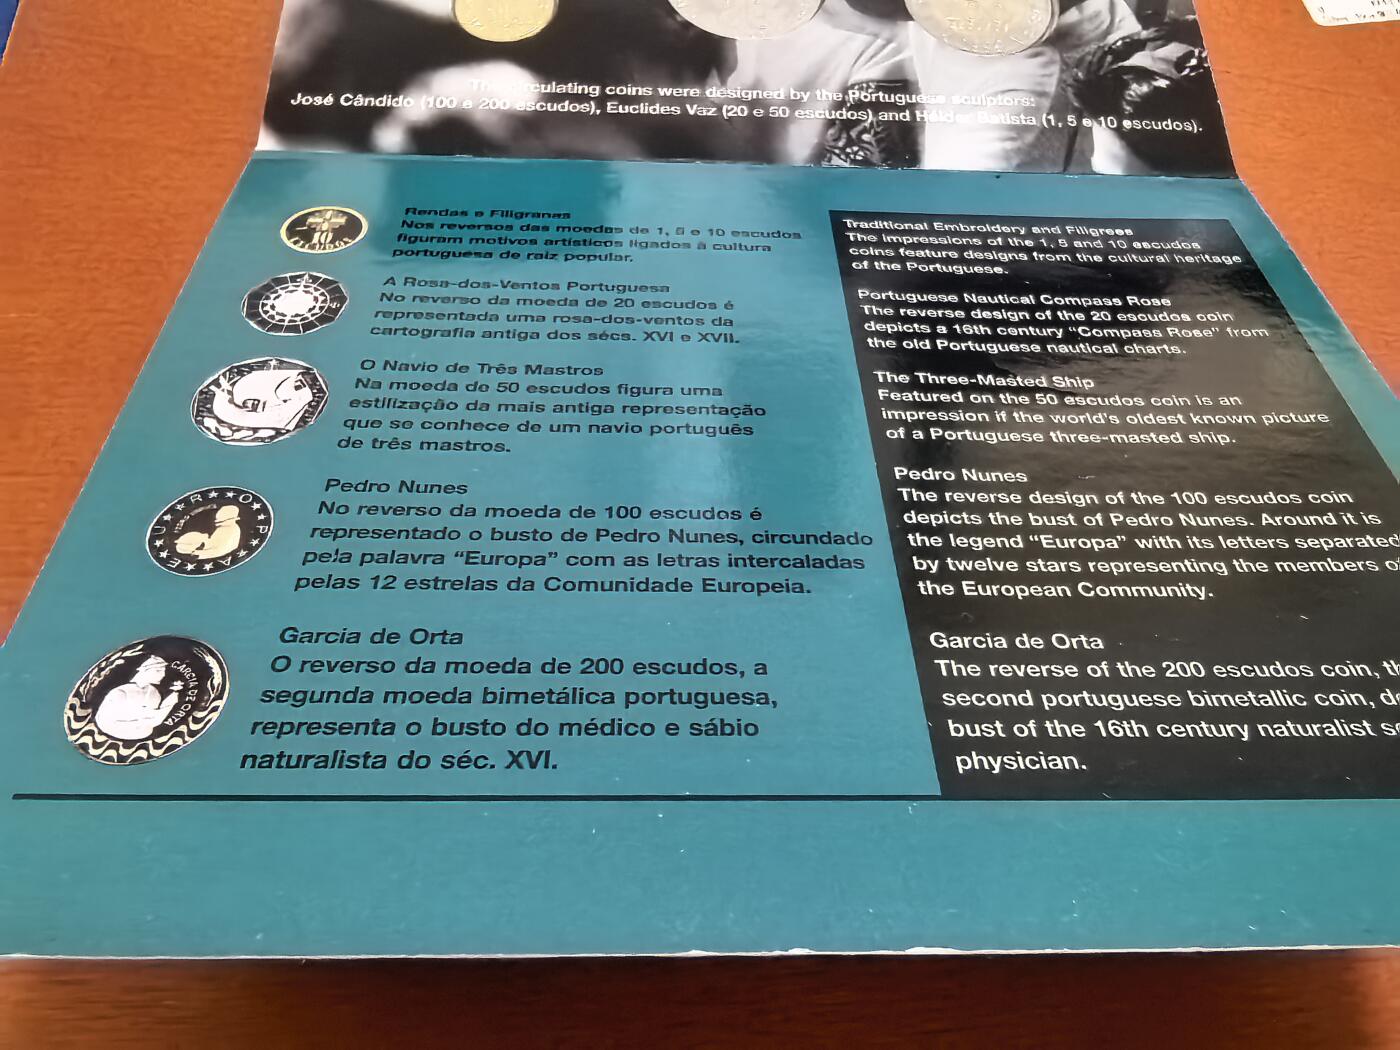 The circulating coins were designed by the Portuguese sculptors:
José Cândido (100 e 200 escudos), Euclides Vaz (20 e 50 escudos) and Hélder Batista (1, 5 e 10 escudos).
Rendas e Filigranas
Nos reversos das moedas de 1, 5 e 10 escudos
figuram motivos artísticos ligados à cultura
portuguesa de raiz popular.
A Rosa-dos-Ventos Portuguesa
No reverso da moeda de 20 escudos é
representada uma rosa-dos-ventos da
cartografia antiga dos sécs. XVI e XVII.
O Navio de Três Mastros
Na moeda de 50 escudos figura uma
estilização da mais antiga representação
que se conhece de um navio português
de três mastros.
Pedro Nunes
No reverso da moeda de 100 escudos é
representado o busto de Pedro Nunes, circundado
pela palavra “Europa” com as letras intercaladas
pelas 12 estrelas da Comunidade Europeia.
Garcia de Orta
O reverso da moeda de 200 escudos, a
segunda moeda bimetálica portuguesa,
representa o busto do médico e sábio
naturalista do séc. XVI.
Traditional Embroidery and Filigrees
The impressions of the 1, 5 and 10 escudos
coins feature designs from the cultural heritage
of the Portuguese.
Portuguese Nautical Compass Rose
The reverse design of the 20 escudos coin
depicts a 16th century “Compass Rose” from
the old Portuguese nautical charts.
The Three-Masted Ship
Featured on the 50 escudos coin is an
impression if the world's oldest known picture
of a Portuguese three-masted ship.
Pedro Nunes
The reverse design of the 100 escudos coin
depicts the bust of Pedro Nunes. Around it is
the legend “Europa” with its letters separated
by twelve stars representing the members of
the European Community.
Garcia de Orta
The reverse of the 200 escudos coin,
second portuguese bimetallic coin,
bust of the 16th century naturalist
physician.
10
ESCUDOS
EUROPA
GARCIA DE ORTA